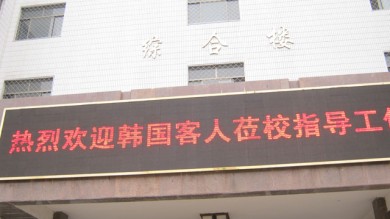 综合楼
热烈欢迎韩国客人莅校指导工